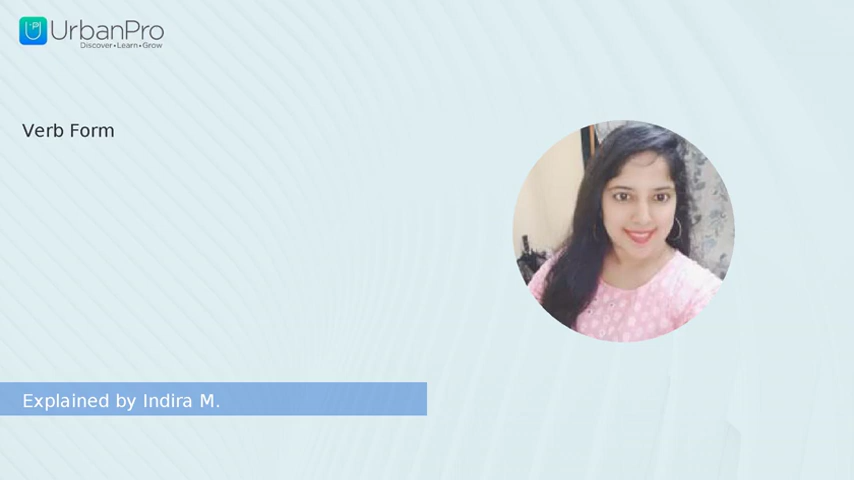 UrbanPro
Discover•Learn•Grow
Verb Form
Explained by Indira M.